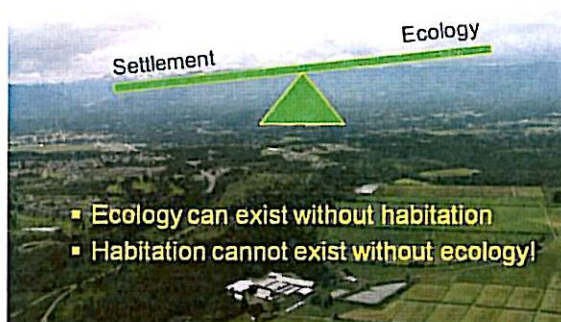 Ecology
Settlement
▪ Ecology can exist without habitation
▪ Habitation cannot exist without ecology!